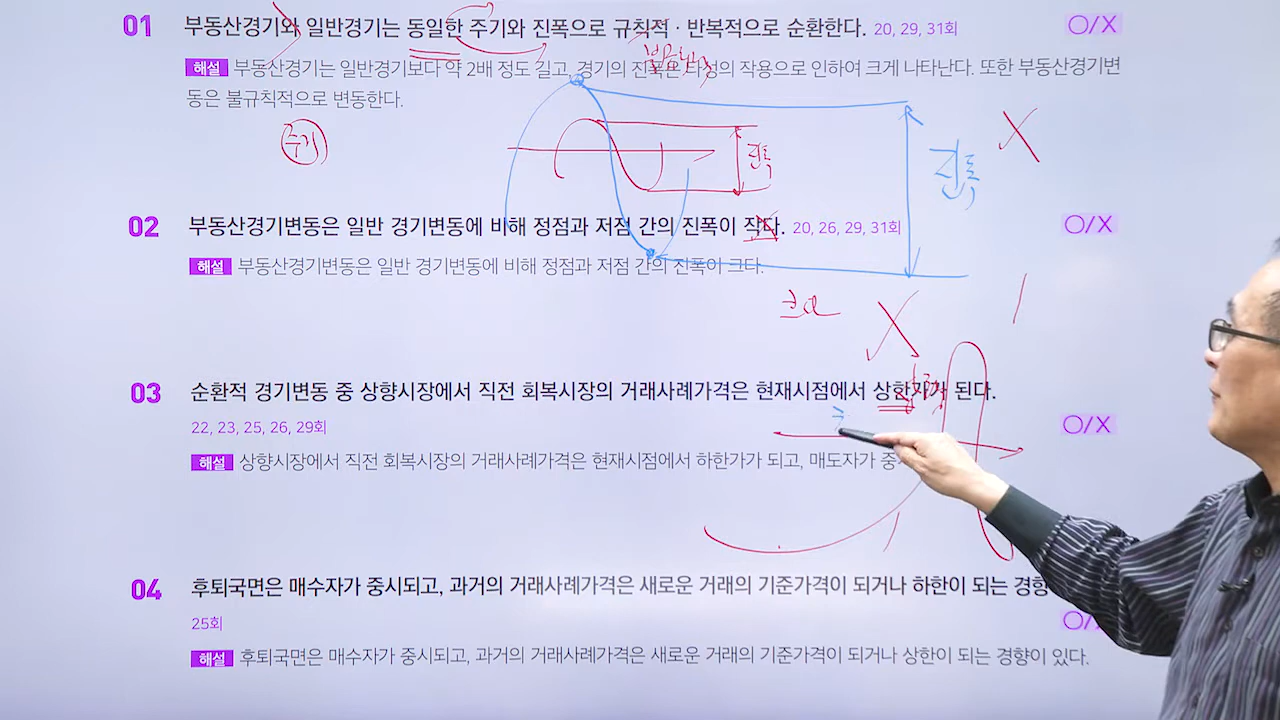 01 부동산경기와 일반경기는 동일한 주기와 진폭으로 규칙적 · 반복적으로 순환한다. 20, 29, 31회 O/X
해설 부동산경기는 일반경기보다 약 2배 정도 길고, 경기의 진폭은 타성의 작용으로 인하여 크게 나타난다. 또한 부동산경기변
동은 불규칙적으로 변동한다.
주기
진폭
진폭
02 부동산경기변동은 일반 경기변동에 비해 정점과 저점 간의 진폭이 작다. 20, 26, 29, 31회 O/X
해설 부동산경기변동은 일반 경기변동에 비해 정점과 저점 간의 진폭이 크다.
03 순환적 경기변동 중 상향시장에서 직전 회복시장의 거래사례가격은 현재시점에서 상한가가 된다.
22, 23, 25, 26, 29회 O/X
해설 상향시장에서 직전 회복시장의 거래사례가격은 현재시점에서 하한가가 되고, 매도자가
04 후퇴국면은 매수자가 중시되고, 과거의 거래사례가격은 새로운 거래의 기준가격이 되거나 하한이 되는 경향
25회
해설 후퇴국면은 매수자가 중시되고, 과거의 거래사례가격은 새로운 거래의 기준가격이 되거나 상한이 되는 경향이 있다.